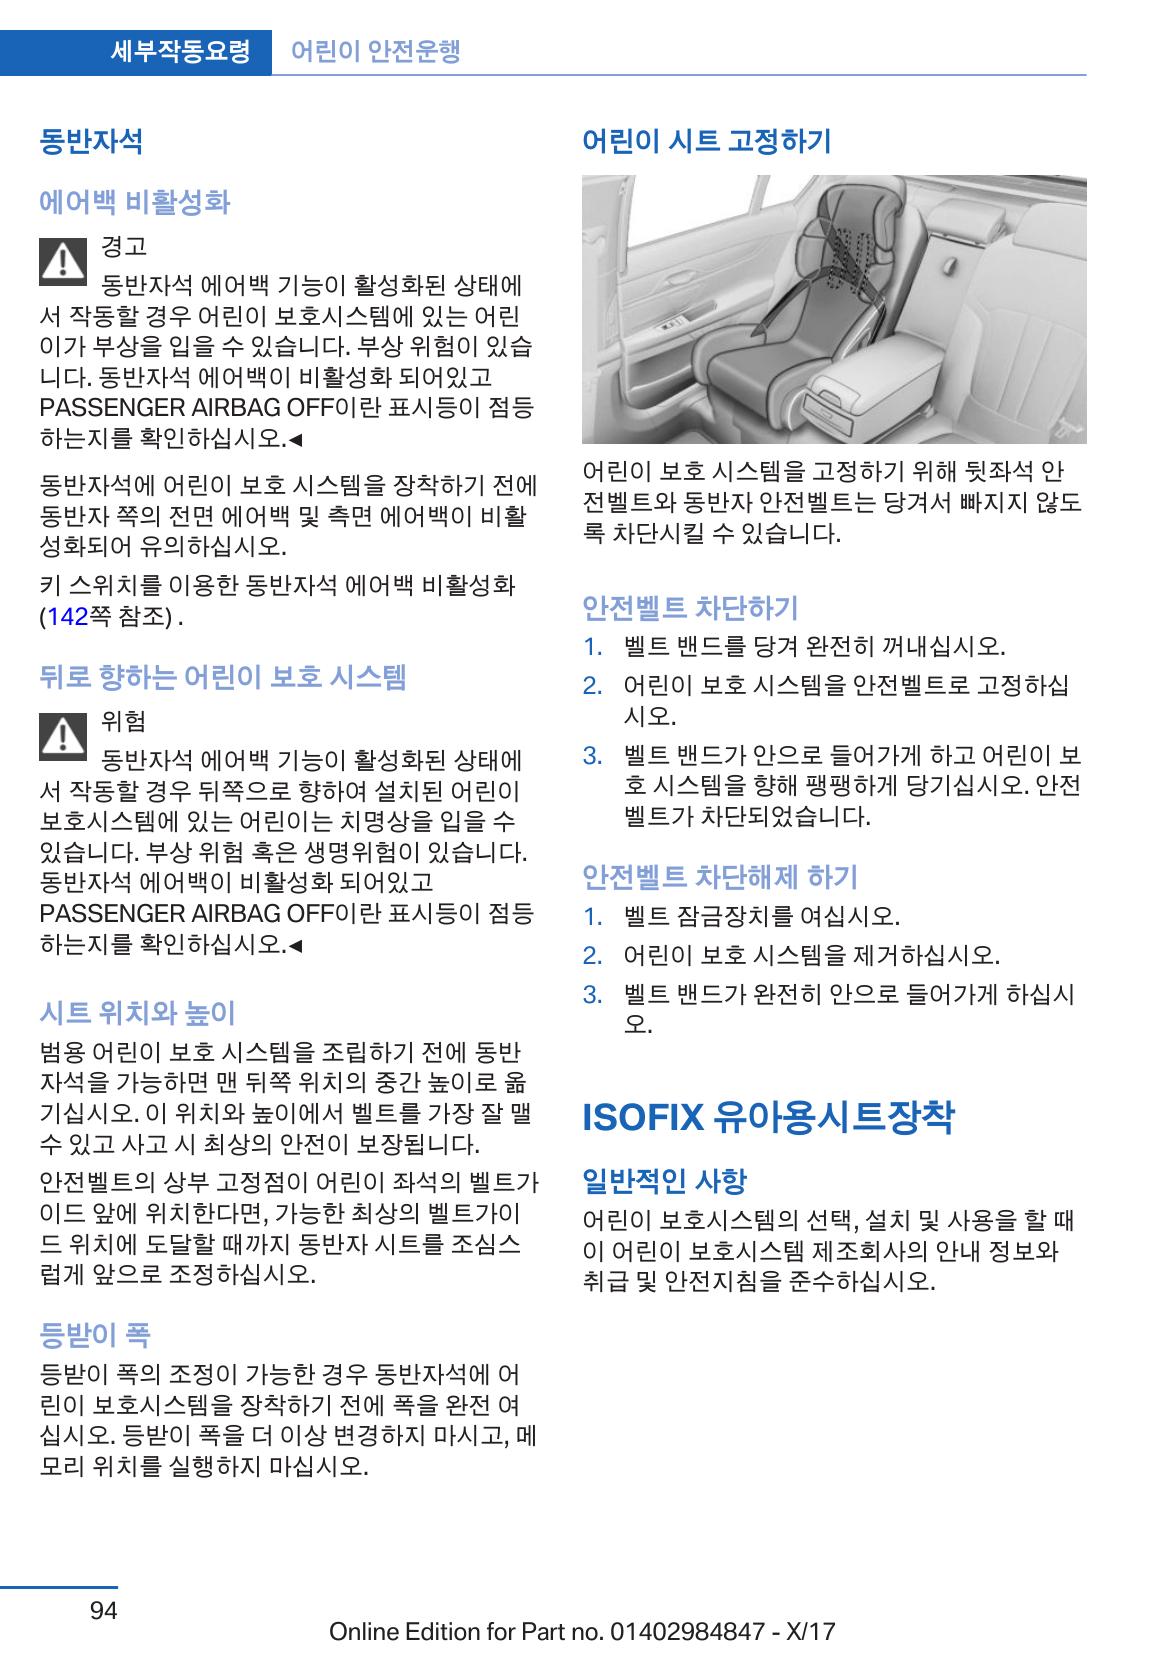 세부작동요령
어린이 안전운행
동반자석
에어백 비활성화
경고
동반자석 에어백 기능이 활성화된 상태에
서 작동할 경우 어린이 보호시스템에 있는 어린
이가 부상을 입을 수 있습니다. 부상 위험이 있습
니다. 동반자석 에어백이 비활성화 되어있고
PASSENGER AIRBAG OFF이란 표시등이 점등
하는지를 확인하십시오.◄
동반자석에 어린이 보호 시스템을 장착하기 전에
동반자 쪽의 전면 에어백 및 측면 에어백이 비활
성화되어 유의하십시오.
키 스위치를 이용한 동반자석 에어백 비활성화
(142쪽 참조) .
뒤로 향하는 어린이 보호 시스템
위험
동반자석 에어백 기능이 활성화된 상태에
서 작동할 경우 뒤쪽으로 향하여 설치된 어린이
보호시스템에 있는 어린이는 치명상을 입을 수
있습니다. 부상 위험 혹은 생명위험이 있습니다.
동반자석 에어백이 비활성화 되어있고
PASSENGER AIRBAG OFF이란 표시등이 점등
하는지를 확인하십시오.◄
시트 위치와 높이
범용 어린이 보호 시스템을 조립하기 전에 동반
자석을 가능하면 맨 뒤쪽 위치의 중간 높이로 옮
기십시오. 이 위치와 높이에서 벨트를 가장 잘 맬
수 있고 사고 시 최상의 안전이 보장됩니다.
안전벨트의 상부 고정점이 어린이 좌석의 벨트가
이드 앞에 위치한다면, 가능한 최상의 벨트가이
드 위치에 도달할 때까지 동반자 시트를 조심스
럽게 앞으로 조정하십시오.
등받이 폭
등받이 폭의 조정이 가능한 경우 동반자석에 어
린이 보호시스템을 장착하기 전에 폭을 완전 여
십시오. 등받이 폭을 더 이상 변경하지 마시고, 메
모리 위치를 실행하지 마십시오.
어린이 시트 고정하기
어린이 보호 시스템을 고정하기 위해 뒷좌석 안
전벨트와 동반자 안전벨트는 당겨서 빠지지 않도
록 차단시킬 수 있습니다.
안전벨트 차단하기
1. 벨트 밴드를 당겨 완전히 꺼내십시오.
2. 어린이 보호 시스템을 안전벨트로 고정하십
시오.
3. 벨트 밴드가 안으로 들어가게 하고 어린이 보
호 시스템을 향해 팽팽하게 당기십시오. 안전
벨트가 차단되었습니다.
안전벨트 차단해제 하기
1. 벨트 잠금장치를 여십시오.
2. 어린이 보호 시스템을 제거하십시오.
3. 벨트 밴드가 완전히 안으로 들어가게 하십시
오.
ISOFIX 유아용시트장착
일반적인 사항
어린이 보호시스템의 선택, 설치 및 사용을 할 때
이 어린이 보호시스템 제조회사의 안내 정보와
취급 및 안전지침을 준수하십시오.
94
Online Edition for Part no. 01402984847 - X/17